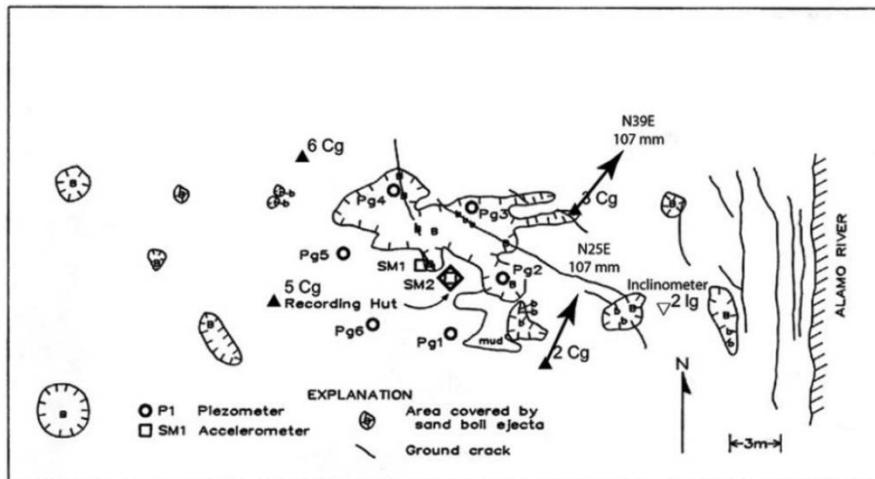 N39E
107 mm
6 Cg
3 Cg
Pg4
Pg3
B
N25E
107 mm
Pg5
SM1
SM2
Pg2
Inclinometer
2 Ig
5 Cg
Recording Hut
Pg6
Pg1
mud
2 Cg
ALAMO RIVER
N
EXPLANATION
P1 Piezometer
SM1 Accelerometer
Area covered by
sand boil ejecta
Ground crack
3m